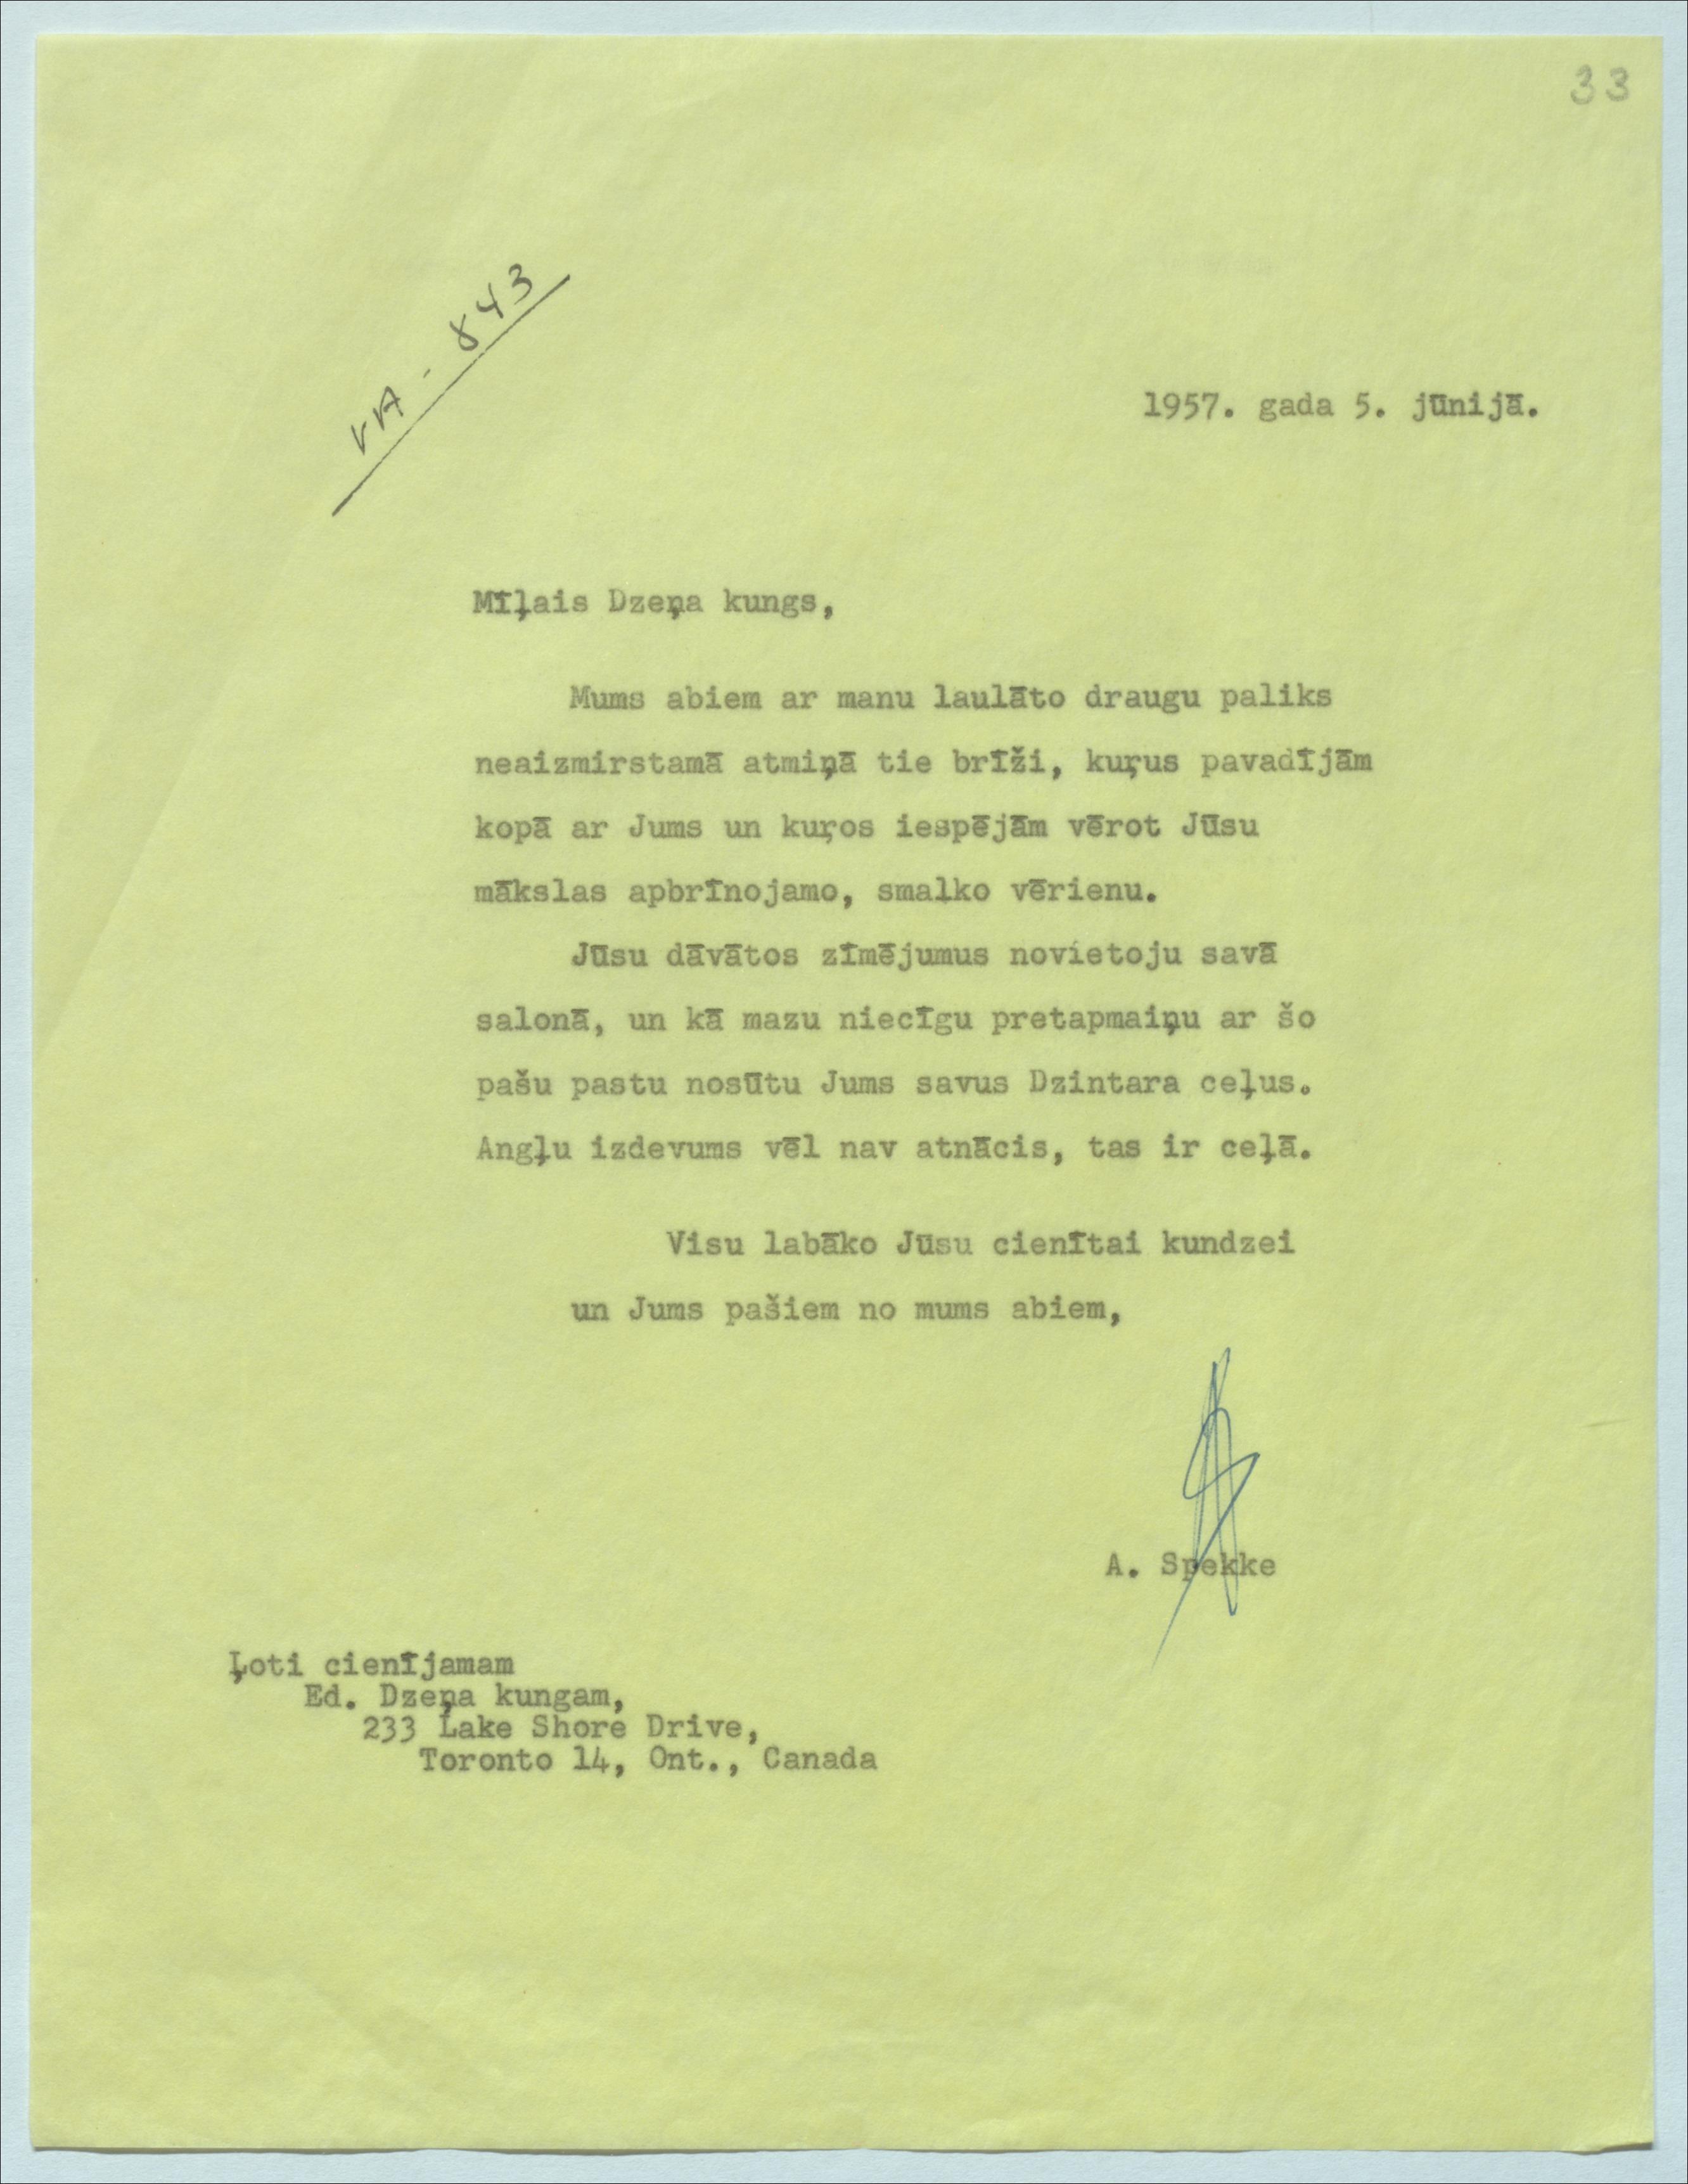 33
VA - 843
1957. gada 5. jūnijā.
Mīļais Dzeņa kungs,
Mums abiem ar manu laulāto draugu paliks
neaizmirstamā atmiņā tie brīži, kuŗus pavadījām
kopā ar Jums un kuŗos iespējām vērot Jūsu
mākslas apbrīnojamo, smalko vērienu.
Jūsu dāvātos zīmējumus novietoju savā
salonā, un kā mazu niecīgu pretapmaiņu ar šo
pašu pastu nosūtu Jums savus Dzintara ceļus.
Angļu izdevums vēl nav atnācis, tas ir ceļā.
Visu labāko Jūsu cienītai kundzei
un Jums pašiem no mums abiem,
A. Spekke
Ļoti cienījamam
Ed. Dzeņa kungam,
233 Lake Shore Drive,
Toronto 14, Ont., Canada